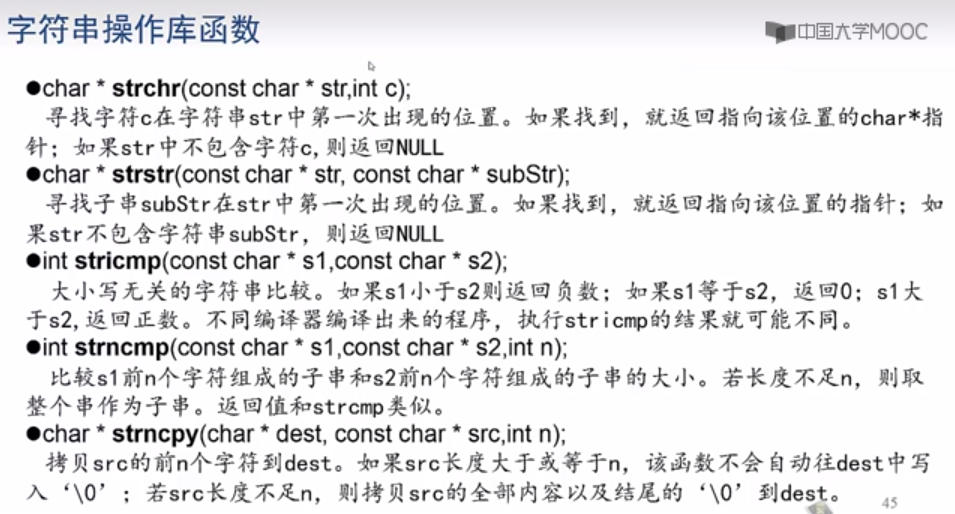 字符串操作库函数
中国大学MOOC
●char * strchr(const char * str,int c);
寻找字符c在字符串str中第一次出现的位置。如果找到，就返回指向该位置的char*指
针；如果str中不包含字符c,则返回NULL
●char * strstr(const char * str, const char * subStr);
寻找子串subStr在str中第一次出现的位置。如果找到，就返回指向该位置的指针；如
果str不包含字符串subStr，则返回NULL
●int stricmp(const char * s1,const char * s2);
大小写无关的字符串比较。如果s1小于s2则返回负数；如果s1等于s2，返回0；s1大
于s2,返回正数。不同编译器编译出来的程序，执行stricmp的结果就可能不同。
●int strncmp(const char * s1,const char * s2,int n);
比较s1前n个字符组成的子串和s2前n个字符组成的子串的大小。若长度不足n，则取
整个串作为子串。返回值和strcmp类似。
●char * strncpy(char * dest, const char * src,int n);
拷贝src的前n个字符到dest。如果src长度大于或等于n，该函数不会自动往dest中写
入‘\0’；若src长度不足n，则拷贝src的全部内容以及结尾的‘\0’到dest。
45